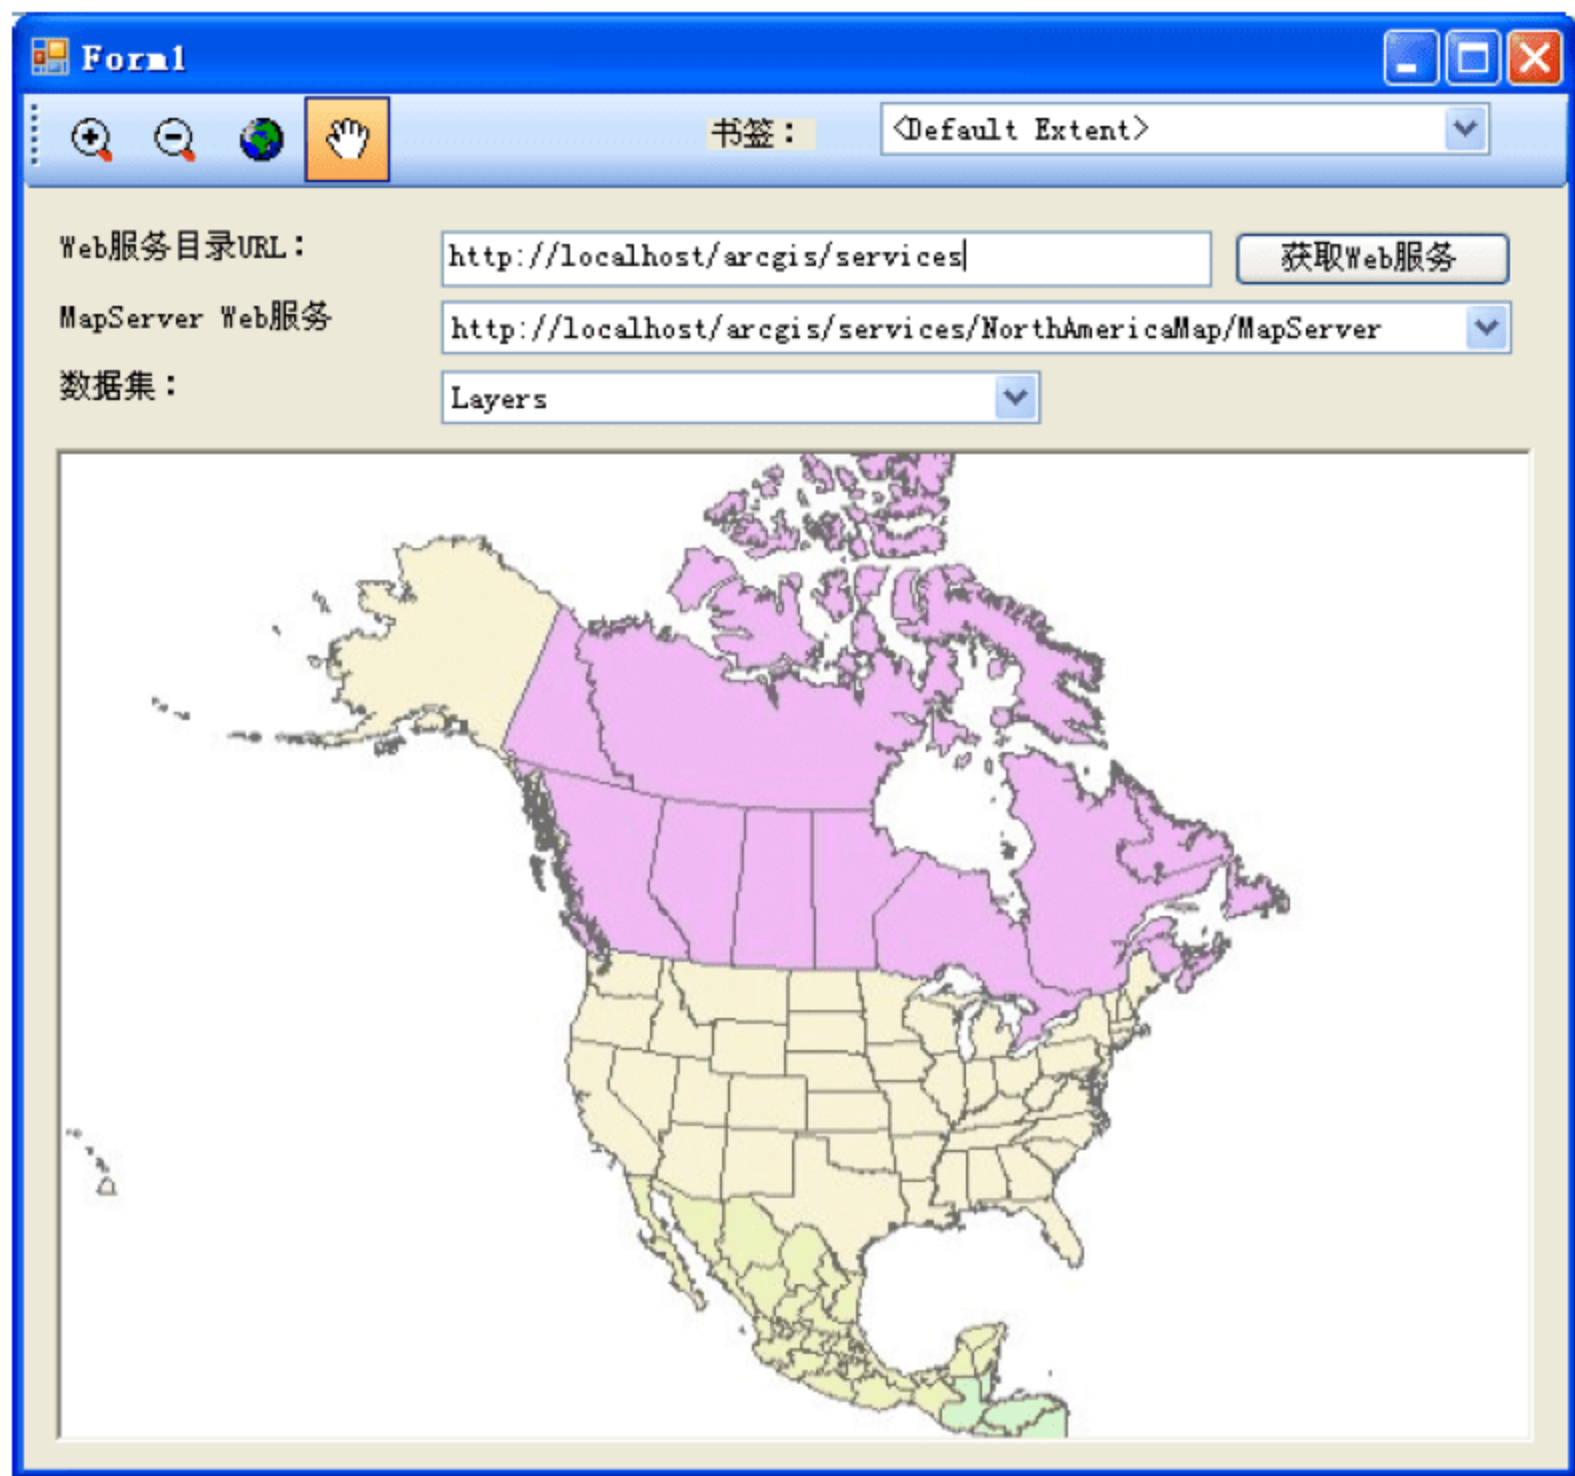 Form1
书签： <Default Extent>
Web服务目录URL： http://localhost/arcgis/services 获取Web服务
MapServer Web服务 http://localhost/arcgis/services/NorthAmericaMap/MapServer
数据集： Layers